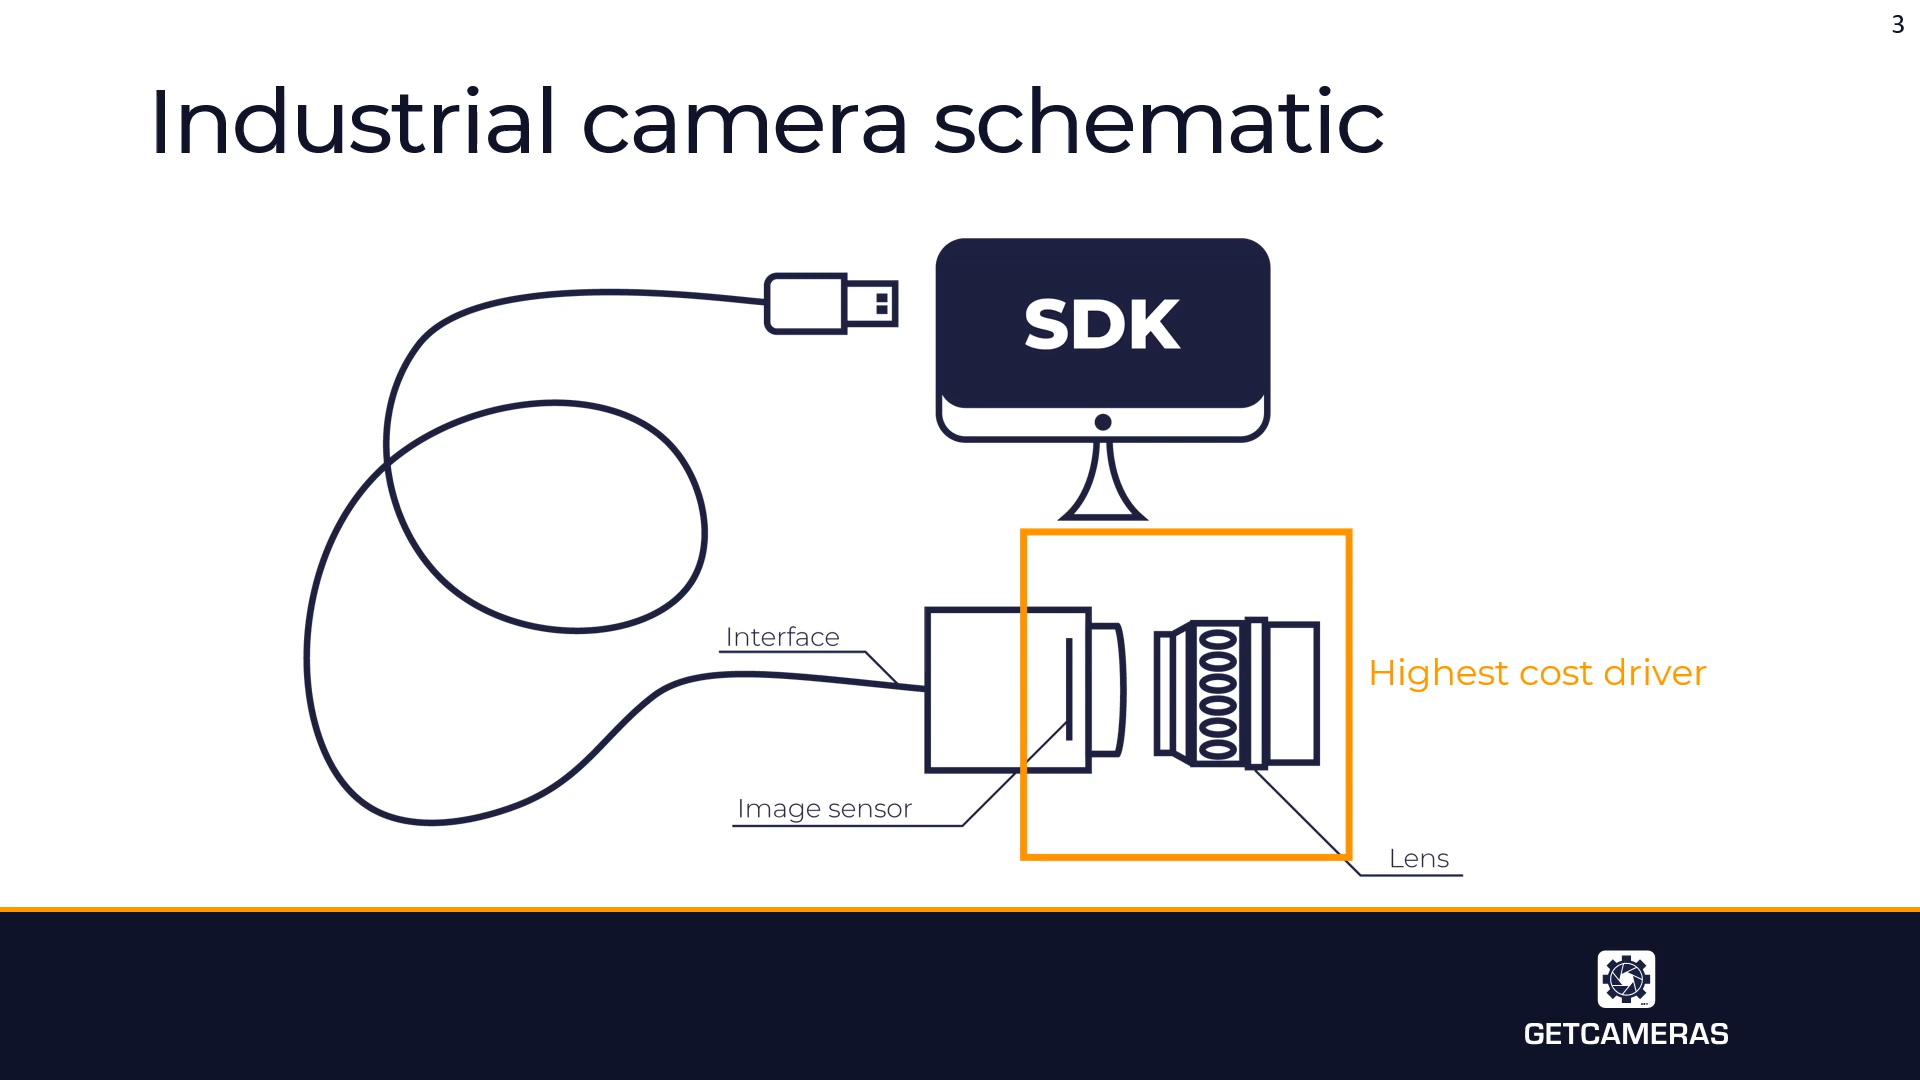 3
Industrial camera schematic
SDK
Interface
Highest cost driver
Image sensor
Lens
GETCAMERAS